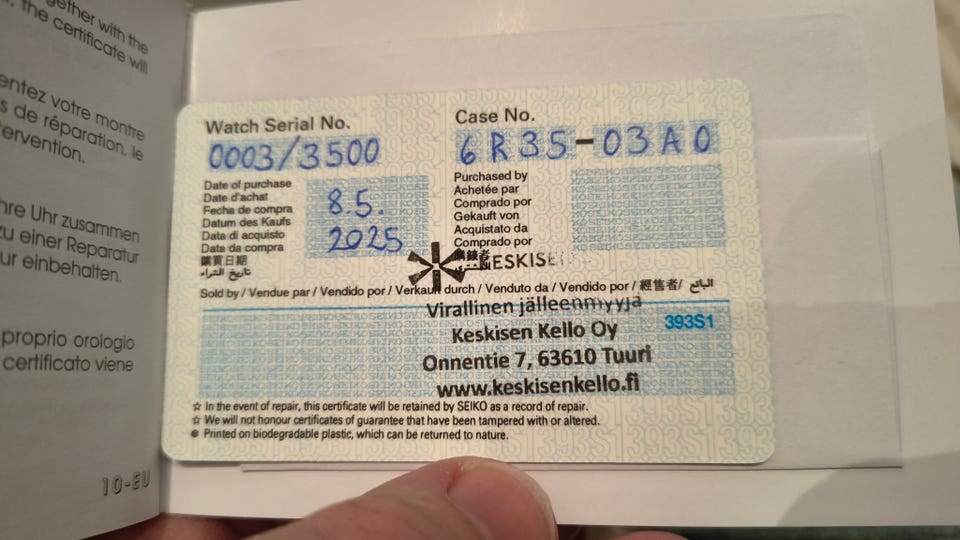 gether with the
, the certificate will
entez votre montre
s de réparation, le
ervention.
hre Uhr zusammen
zu einer Reparatur
ur einbehalten.
proprio orologio
certificato viene
10-EU
Watch Serial No.
0003/3500
Case No.
6R35-03A0
Date of purchase
Date d'achat
Fecha de compra
Datum des Kaufs
Data di acquisto
Data da compra
購買日期
تاريخ الشراء
8.5.
2025
Purchased by
Achetée par
Comprado por
Gekauft von
Acquistato da
Comprado por
KESKISEN
Sold by / Vendue par / Vendido por / Verkauft durch / Venduto da / Vendido por / 經售者/ البائع
Virallinen jälleenmyyjä
Keskisen Kello Oy
393S1
Onnentie 7, 63610 Tuuri
www.keskisenkello.fi
☆ In the event of repair, this certificate will be retained by SEIKO as a record of repair.
☆ We will not honour certificates of guarantee that have been tampered with or altered.
❅ Printed on biodegradable plastic, which can be returned to nature.